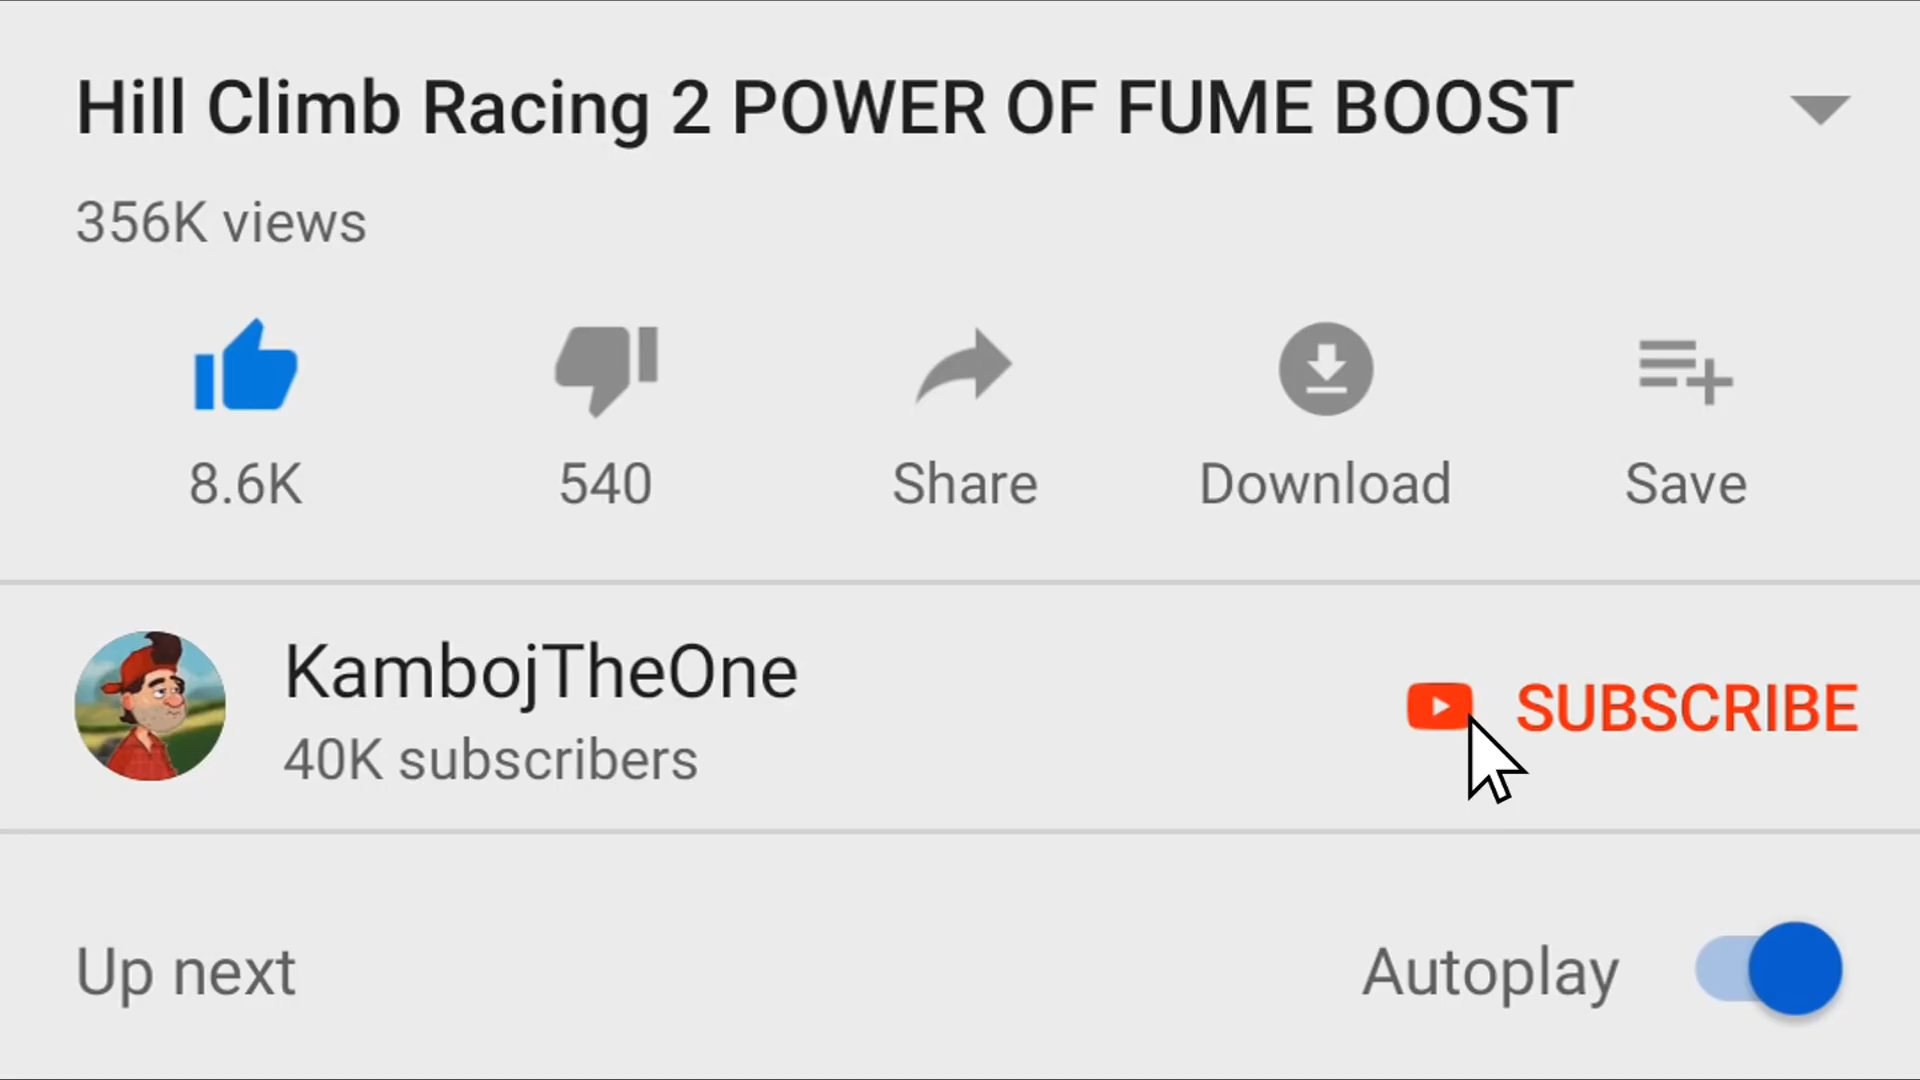 Hill Climb Racing 2 POWER OF FUME BOOST
356K views
8.6K 540 Share Download Save
KambojTheOne
40K subscribers
SUBSCRIBE
Up next Autoplay